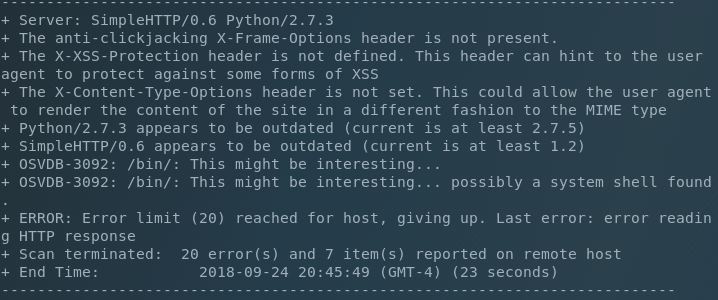 ---------------------------------------------------------------------------
+ Server: SimpleHTTP/0.6 Python/2.7.3
+ The anti-clickjacking X-Frame-Options header is not present.
+ The X-XSS-Protection header is not defined. This header can hint to the user
agent to protect against some forms of XSS
+ The X-Content-Type-Options header is not set. This could allow the user agent
 to render the content of the site in a different fashion to the MIME type
+ Python/2.7.3 appears to be outdated (current is at least 2.7.5)
+ SimpleHTTP/0.6 appears to be outdated (current is at least 1.2)
+ OSVDB-3092: /bin/: This might be interesting...
+ OSVDB-3092: /bin/: This might be interesting... possibly a system shell found
.
+ ERROR: Error limit (20) reached for host, giving up. Last error: error readin
g HTTP response
+ Scan terminated:  20 error(s) and 7 item(s) reported on remote host
+ End Time:           2018-09-24 20:45:49 (GMT-4) (23 seconds)
---------------------------------------------------------------------------